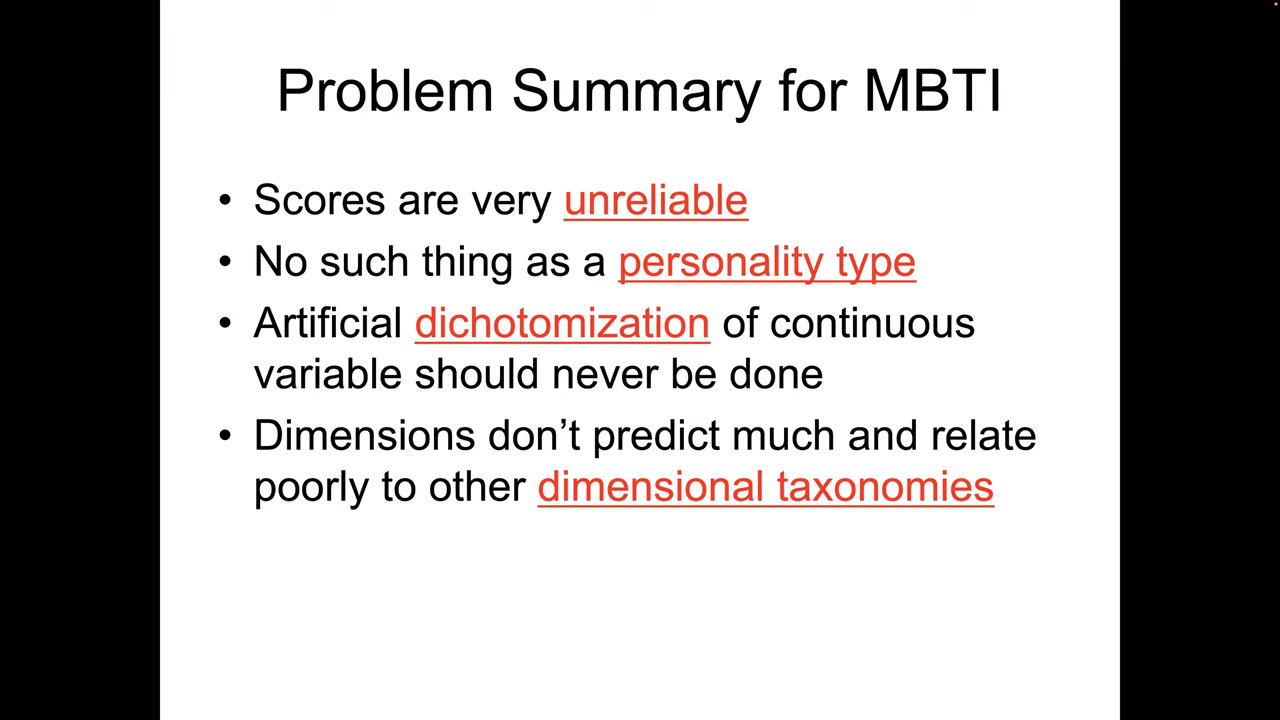 Problem Summary for MBTI
• Scores are very unreliable
• No such thing as a personality type
• Artificial dichotomization of continuous
variable should never be done
• Dimensions don’t predict much and relate
poorly to other dimensional taxonomies